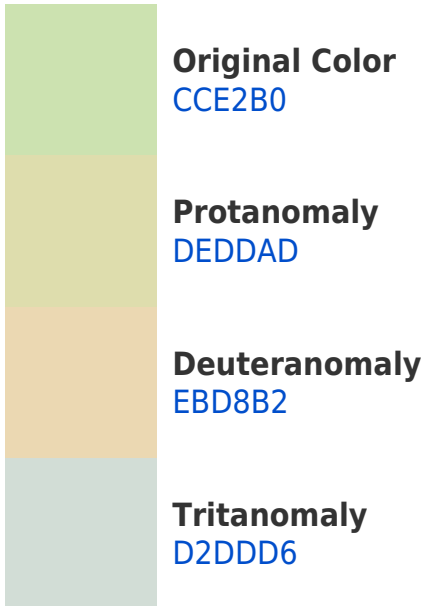 Original Color
CCE2B0
Protanomaly
DEDDAD
Deuteranomaly
EBD8B2
Tritanomaly
D2DDD6